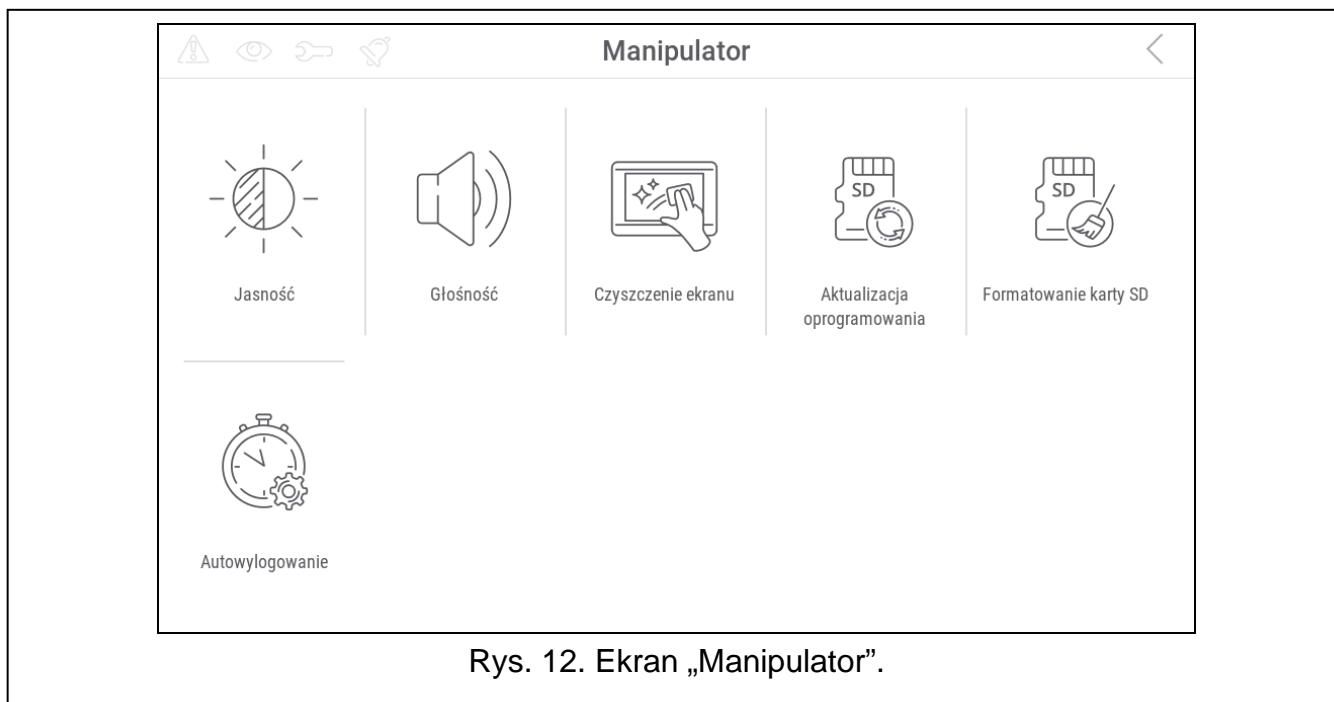 Manipulator
SD
SD
Jasność
Głośność
Czyszczenie ekranu
Aktualizacja
oprogramowania
Formatowanie karty SD
Autowylogowanie
Rys. 12. Ekran „Manipulator”.